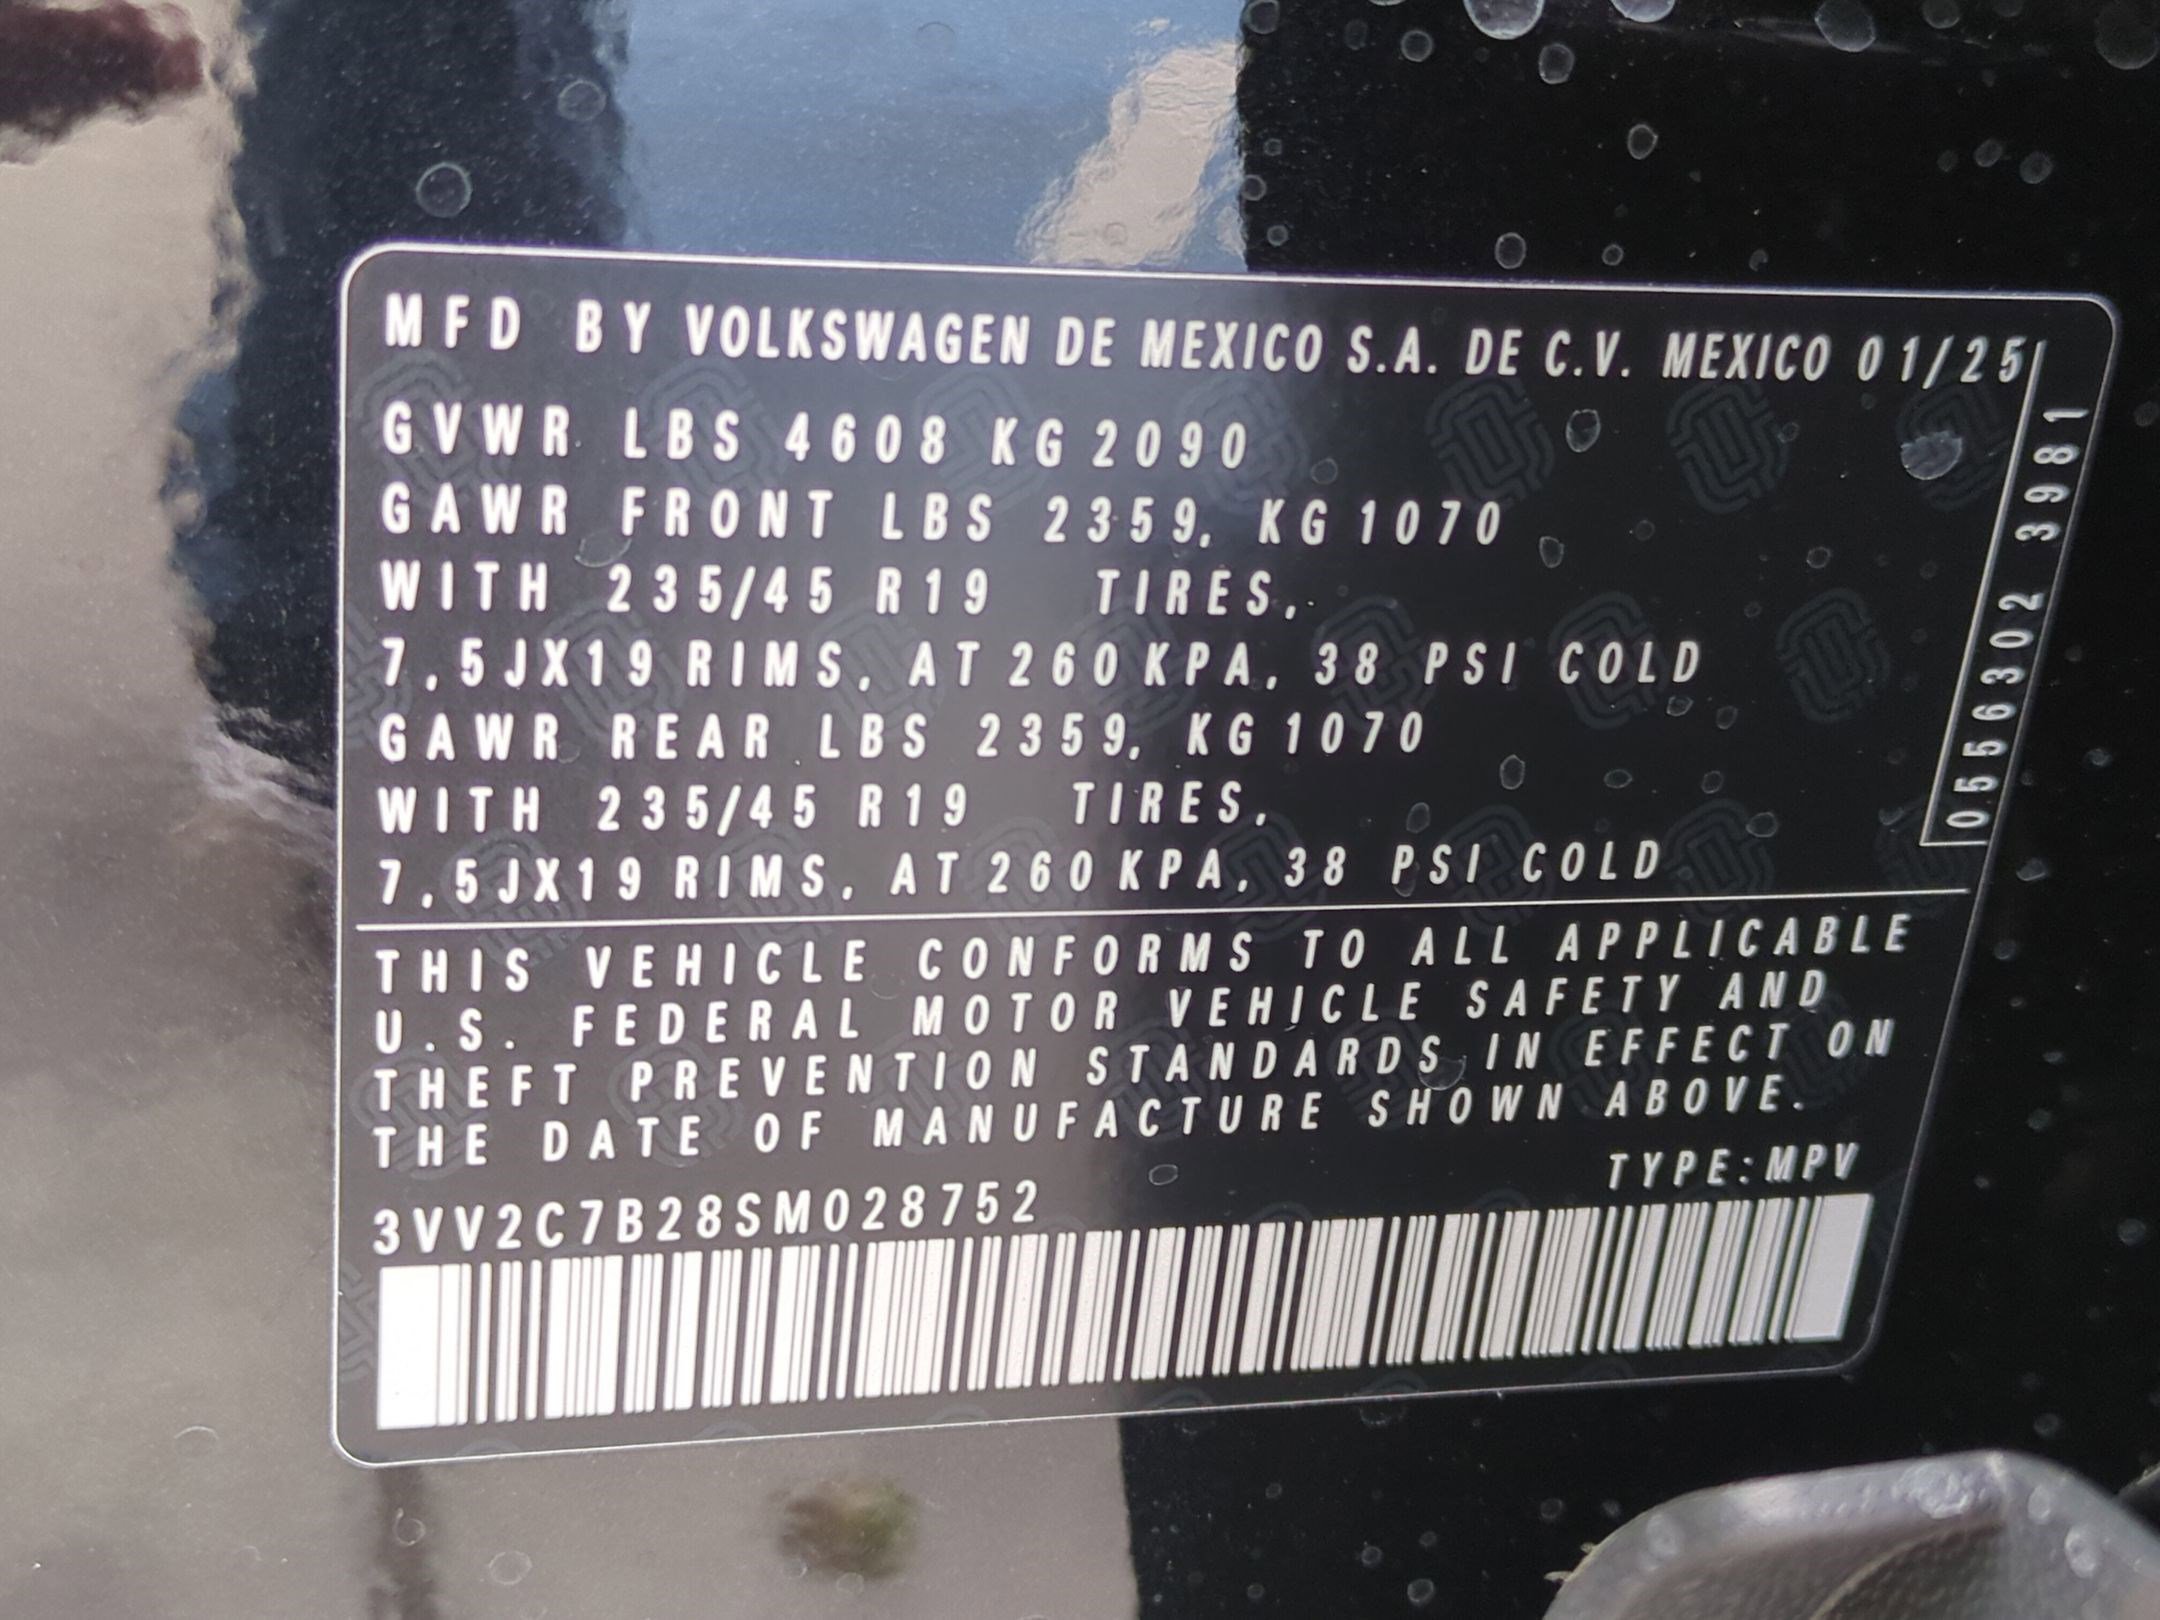 MFD BY VOLKSWAGEN DE MEXICO S.A. DE C.V. MEXICO 01/25
GVWR LBS 4608 KG 2090
GAWR FRONT LBS 2359, KG 1070
WITH 235/45 R19 TIRES,
7,5JX19 RIMS, AT 260 KPA, 38 PSI COLD
GAWR REAR LBS 2359, KG 1070
WITH 235/45 R19 TIRES,
7,5JX19 RIMS, AT 260 KPA, 38 PSI COLD
0556302 3981
THIS VEHICLE CONFORMS TO ALL APPLICABLE
U.S. FEDERAL MOTOR VEHICLE SAFETY AND
THEFT PREVENTION STANDARDS IN EFFECT ON
THE DATE OF MANUFACTURE SHOWN ABOVE.
TYPE:MPV
3VV2C7B28SM028752